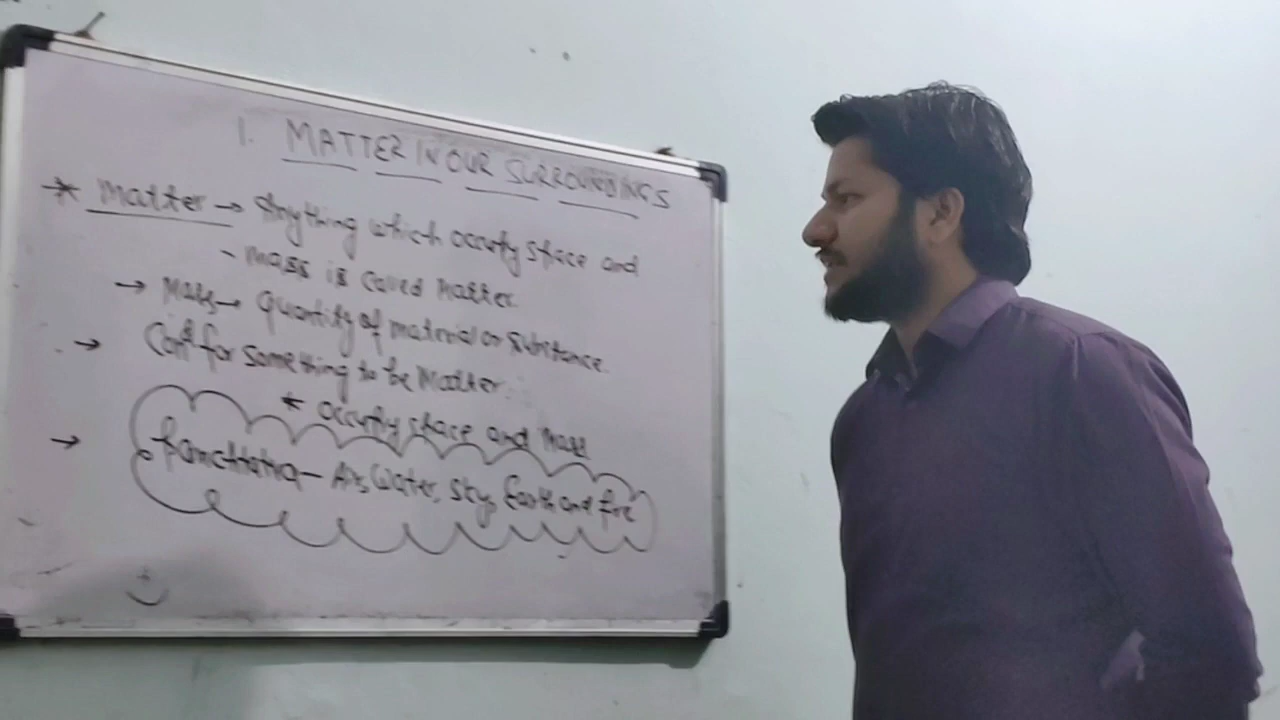 1. MATTER IN OUR SURROUNDINGS
* Matter → Anything which occupy space and
- Mass is called Matter.
→ Mass → Quantity of material or substance.
→ Cond for something to be Matter.
* occupy space and Mass
→ Panchtatva - Air, Water, Sky, Earth and fire